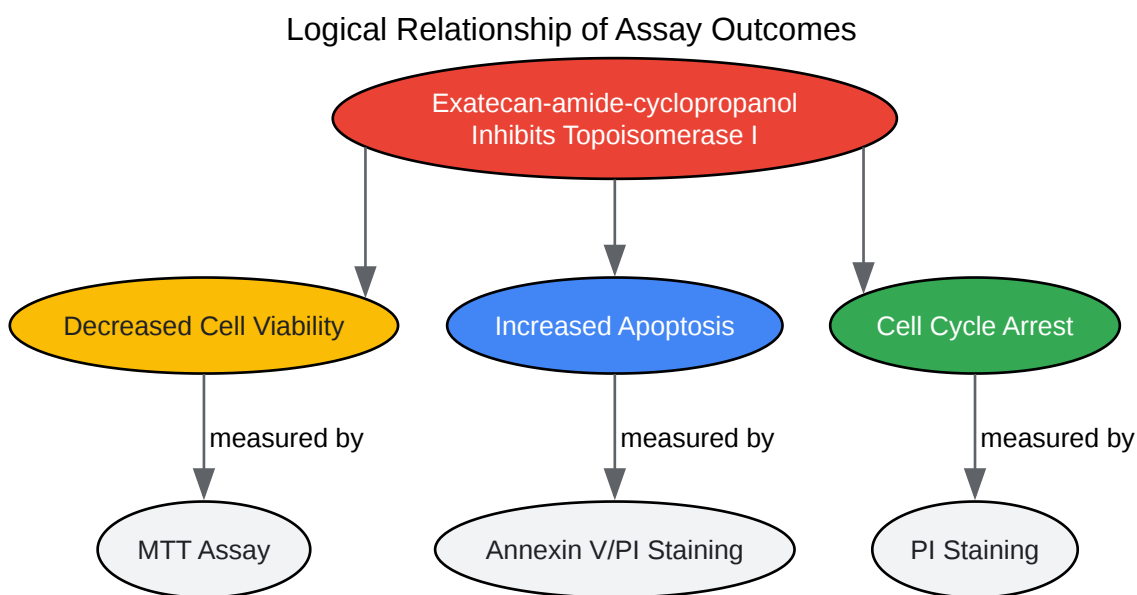 Logical Relationship of Assay Outcomes
Exatecan-amide-cyclopropanol
Inhibits Topoisomerase I
Decreased Cell Viability
Increased Apoptosis
Cell Cycle Arrest
measured by
measured by
measured by
MTT Assay
Annexin V/PI Staining
PI Staining